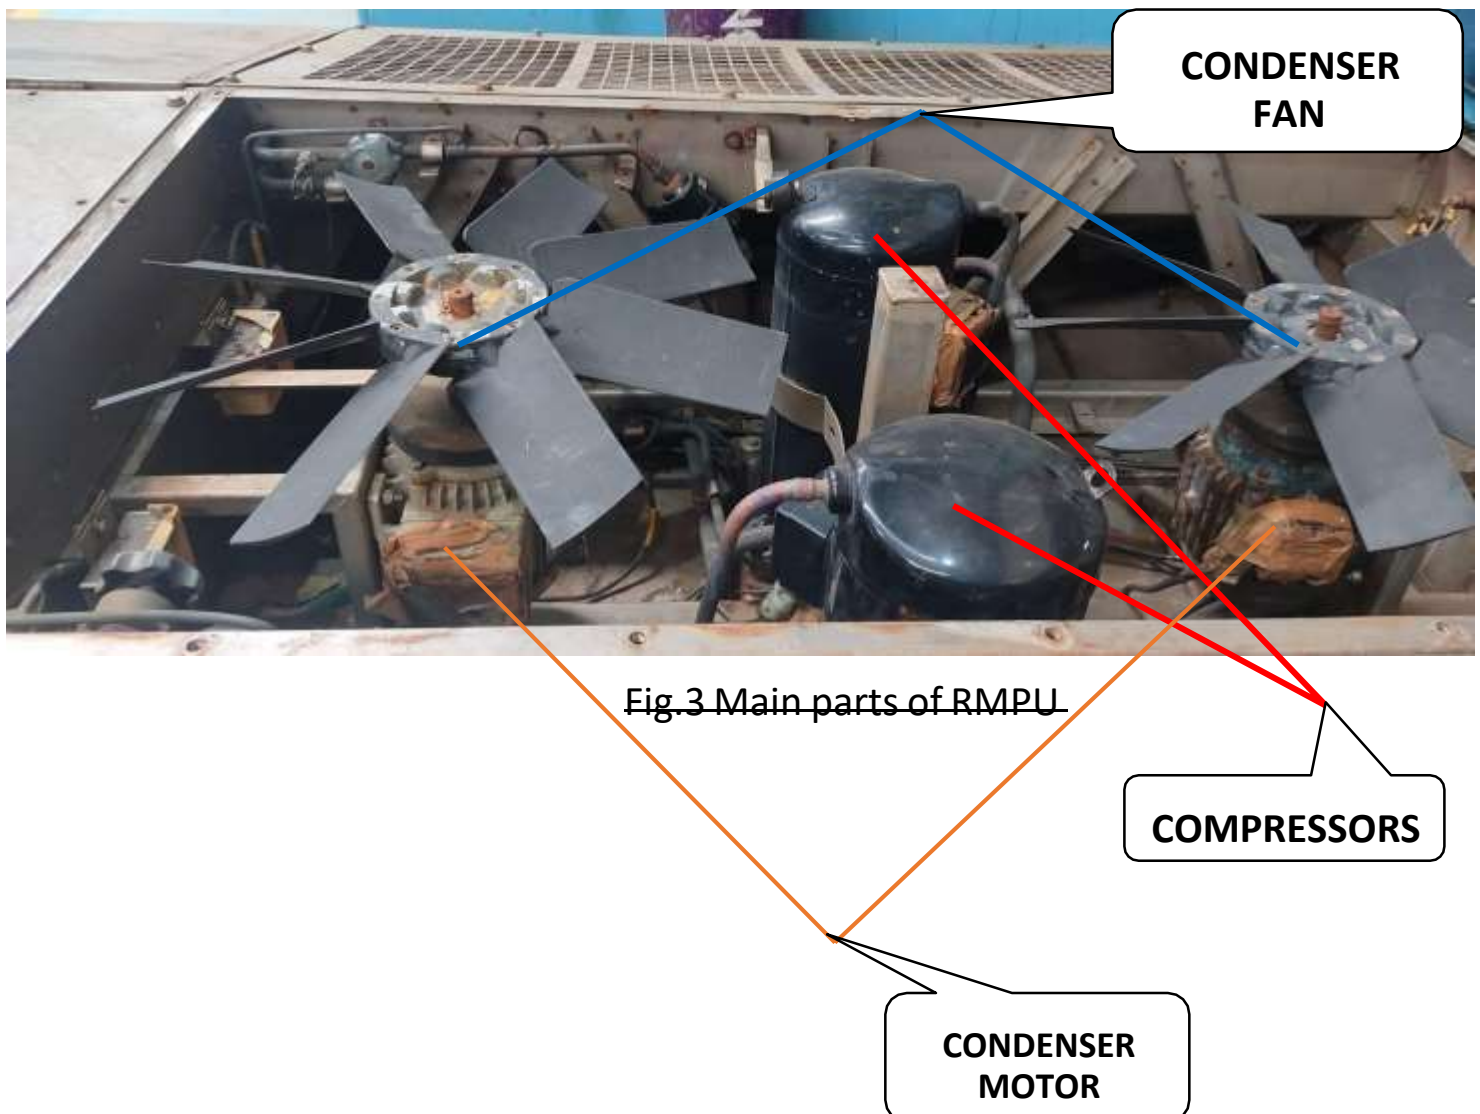 CONDENSER
FAN
Fig.3 Main parts of RMPU
COMPRESSORS
CONDENSER
MOTOR